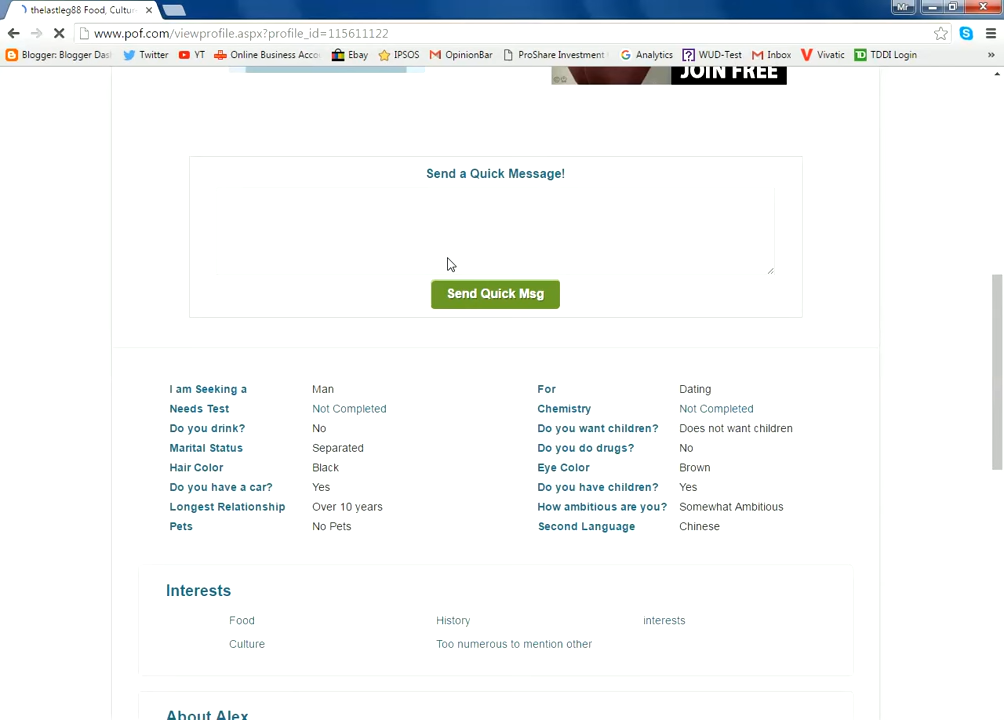 thelastleg88 Food, Cultur
Mr
www.pof.com/viewprofile.aspx?profile_id=115611122
Blogger: Blogger Das Twitter YT Online Business Acco Ebay IPSOS OpinionBar ProShare Investment Analytics WUD-Test Inbox Vivatic TDDI Login »
JOIN FREE
Send a Quick Message!
Send Quick Msg
I am Seeking a Man For Dating
Needs Test Not Completed Chemistry Not Completed
Do you drink? No Do you want children? Does not want children
Marital Status Separated Do you do drugs? No
Hair Color Black Eye Color Brown
Do you have a car? Yes Do you have children? Yes
Longest Relationship Over 10 years How ambitious are you? Somewhat Ambitious
Pets No Pets Second Language Chinese
Interests
Food History interests
Culture Too numerous to mention other
About Alex